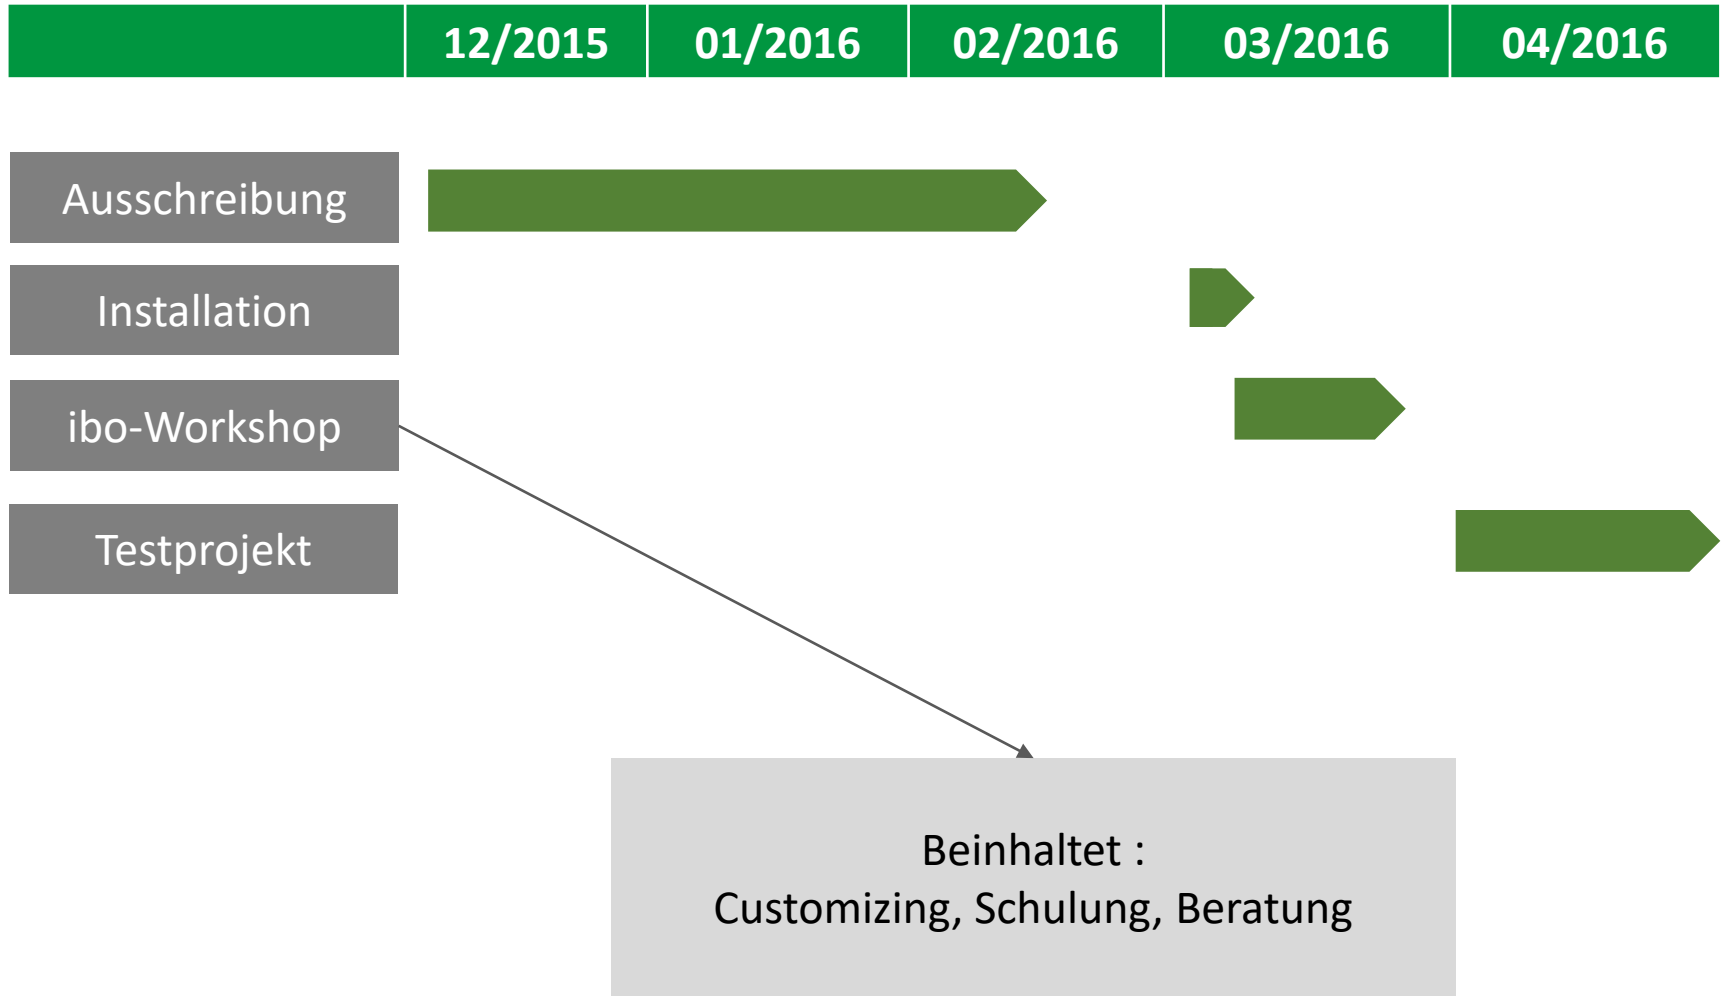 12/2015 01/2016 02/2016 03/2016 04/2016
Ausschreibung
Installation
ibo-Workshop
Testprojekt
Beinhaltet :
Customizing, Schulung, Beratung